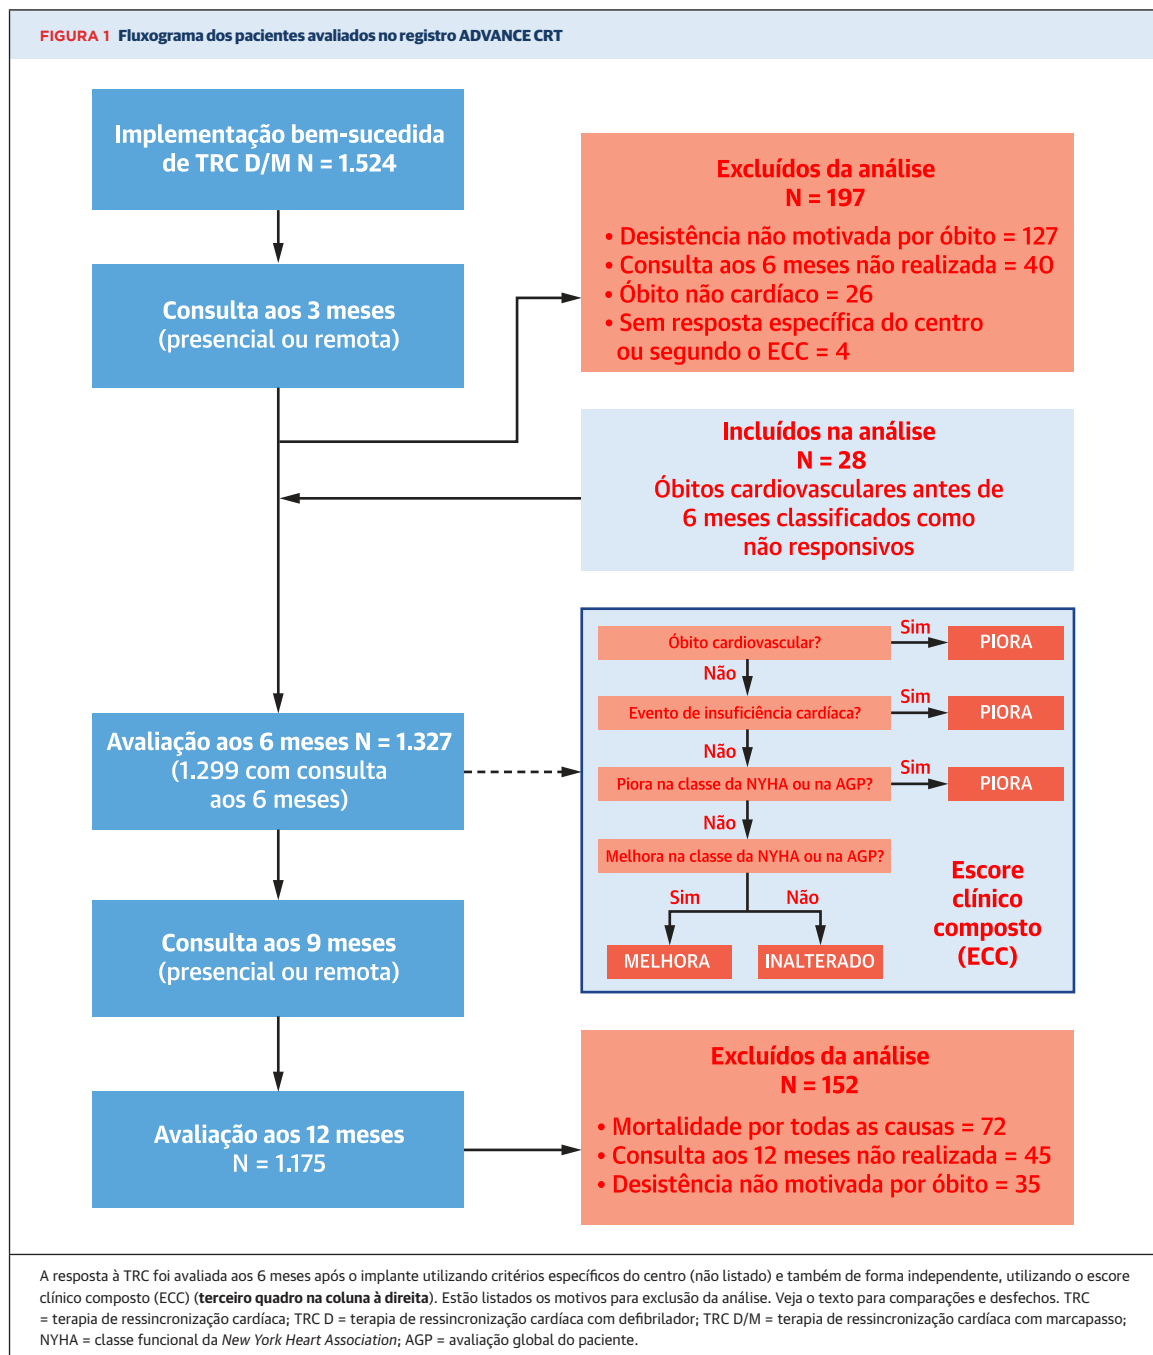 FIGURA 1 Fluxograma dos pacientes avaliados no registro ADVANCE CRT
Implementação bem-sucedida
de TRC D/M N = 1.524
Consulta aos 3 meses
(presencial ou remota)
Excluídos da análise
N = 197
• Desistência não motivada por óbito = 127
• Consulta aos 6 meses não realizada = 40
• Óbito não cardíaco = 26
• Sem resposta específica do centro
ou segundo o ECC = 4
Incluídos na análise
N = 28
Óbitos cardiovasculares antes de
6 meses classificados como
não responsivos
Avaliação aos 6 meses N = 1.327
(1.299 com consulta
aos 6 meses)
Óbito cardiovascular?
Sim
PIORA
Não
Evento de insuficiência cardíaca?
Sim
PIORA
Não
Piora na classe da NYHA ou na AGP?
Sim
PIORA
Não
Melhora na classe da NYHA ou na AGP?
Sim
Não
MELHORA
INALTERADO
Escore
clínico
composto
(ECC)
Consulta aos 9 meses
(presencial ou remota)
Avaliação aos 12 meses
N = 1.175
Excluídos da análise
N = 152
• Mortalidade por todas as causas = 72
• Consulta aos 12 meses não realizada = 45
• Desistência não motivada por óbito = 35
A resposta à TRC foi avaliada aos 6 meses após o implante utilizando critérios específicos do centro (não listado) e também de forma independente, utilizando o escore
clínico composto (ECC) (terceiro quadro na coluna à direita). Estão listados os motivos para exclusão da análise. Veja o texto para comparações e desfechos. TRC
= terapia de ressincronização cardíaca; TRC D = terapia de ressincronização cardíaca com defibrilador; TRC D/M = terapia de ressincronização cardíaca com marcapasso;
NYHA = classe funcional da New York Heart Association; AGP = avaliação global do paciente.